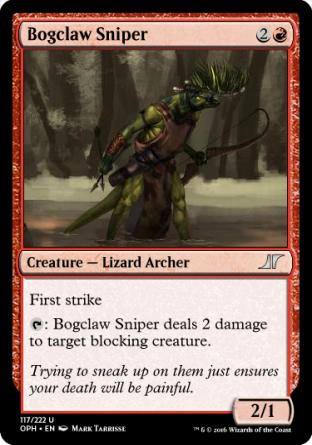 Bogclaw Sniper 2
Creature — Lizard Archer
First strike
: Bogclaw Sniper deals 2 damage
to target blocking creature.
Trying to sneak up on them just ensures
your death will be painful.
2/1
117/222 U
OPH • EN Mark Tarrisse
™ & © 2016 Wizards of the Coast